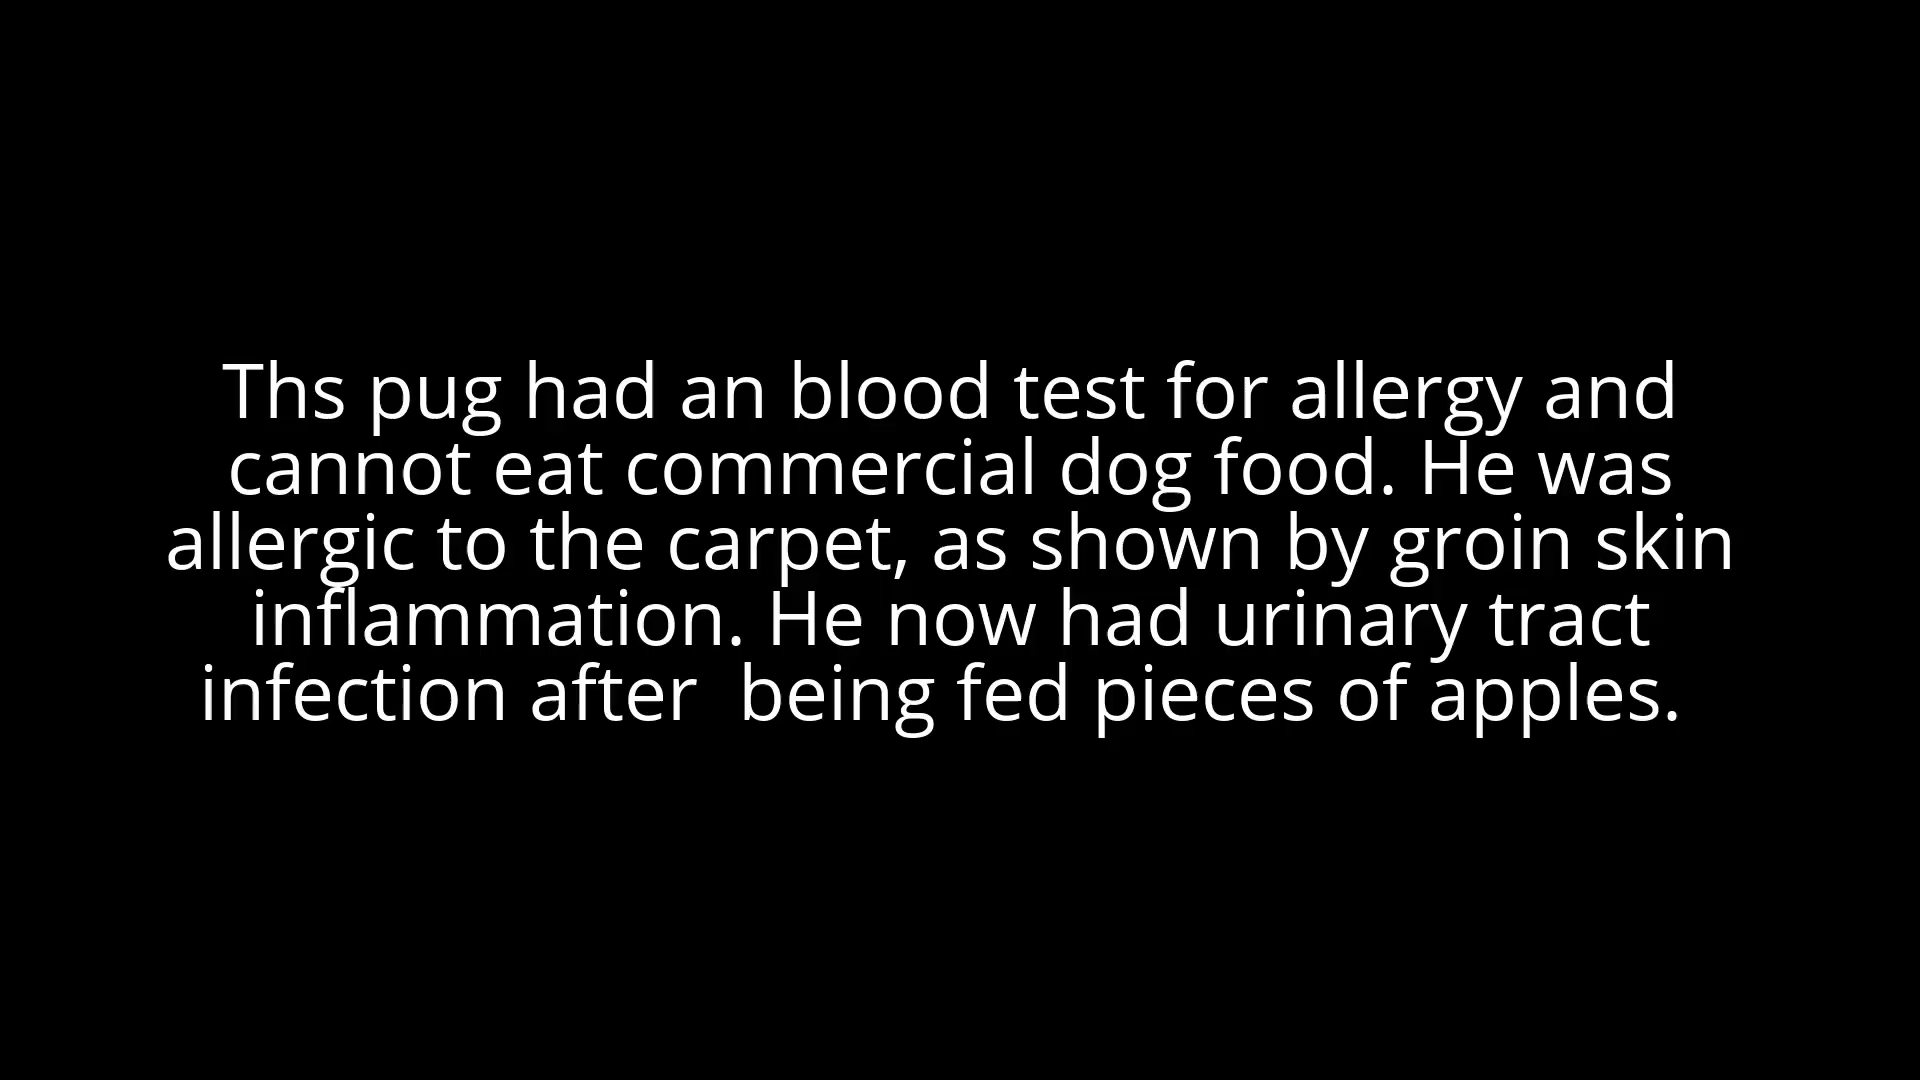 Ths pug had an blood test for allergy and
cannot eat commercial dog food. He was
allergic to the carpet, as shown by groin skin
inflammation. He now had urinary tract
infection after  being fed pieces of apples.